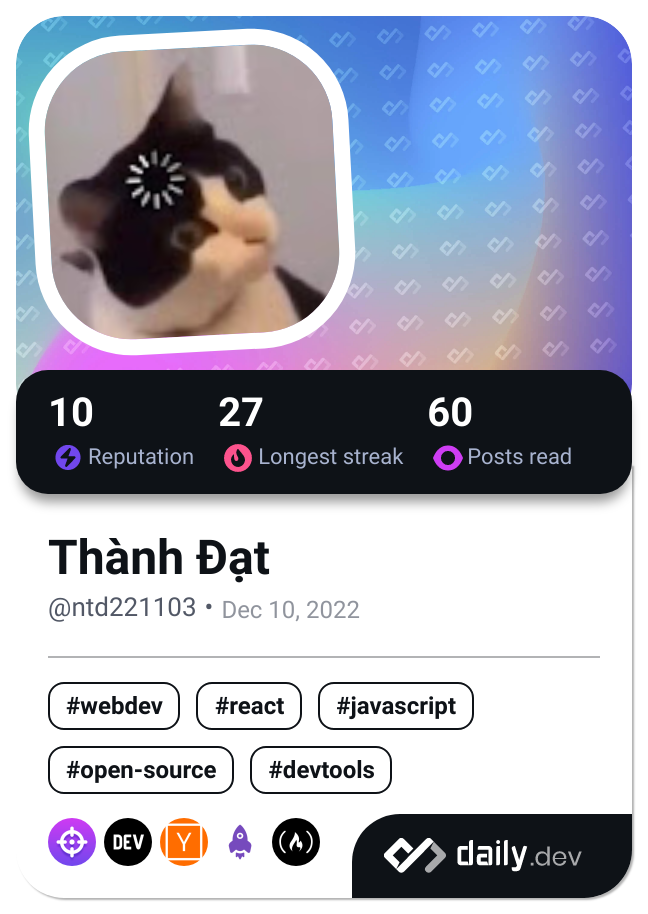 10 27 60
Reputation Longest streak Posts read
Thành Đạt
@ntd221103 • Dec 10, 2022
#webdev #react #javascript
#open-source #devtools
DEV Y daily.dev